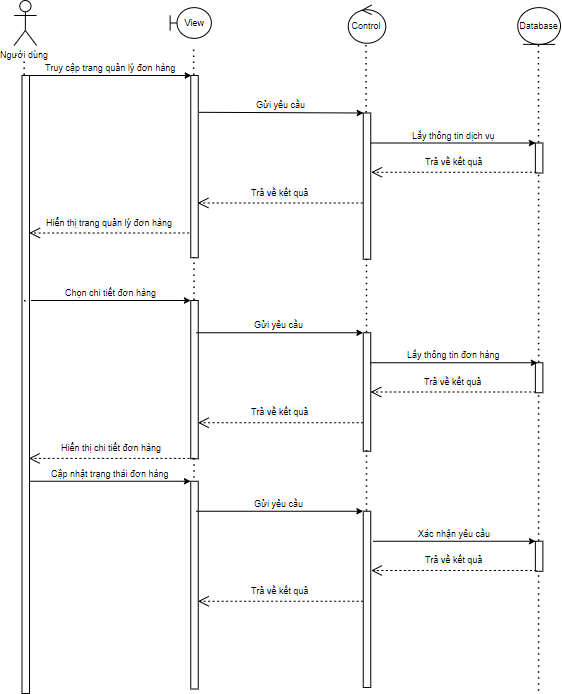 View
Control
Database
Người dùng
Truy cập trang quản lý đơn hàng
Gửi yêu cầu
Lấy thông tin dịch vụ
Trả về kết quả
Trả về kết quả
Hiển thị trang quản lý đơn hàng
Chọn chi tiết đơn hàng
Gửi yêu cầu
Lấy thông tin đơn hàng
Trả về kết quả
Trả về kết quả
Hiển thị chi tiết đơn hàng
Cập nhật trạng thái đơn hàng
Gửi yêu cầu
Xác nhận yêu cầu
Trả về kết quả
Trả về kết quả